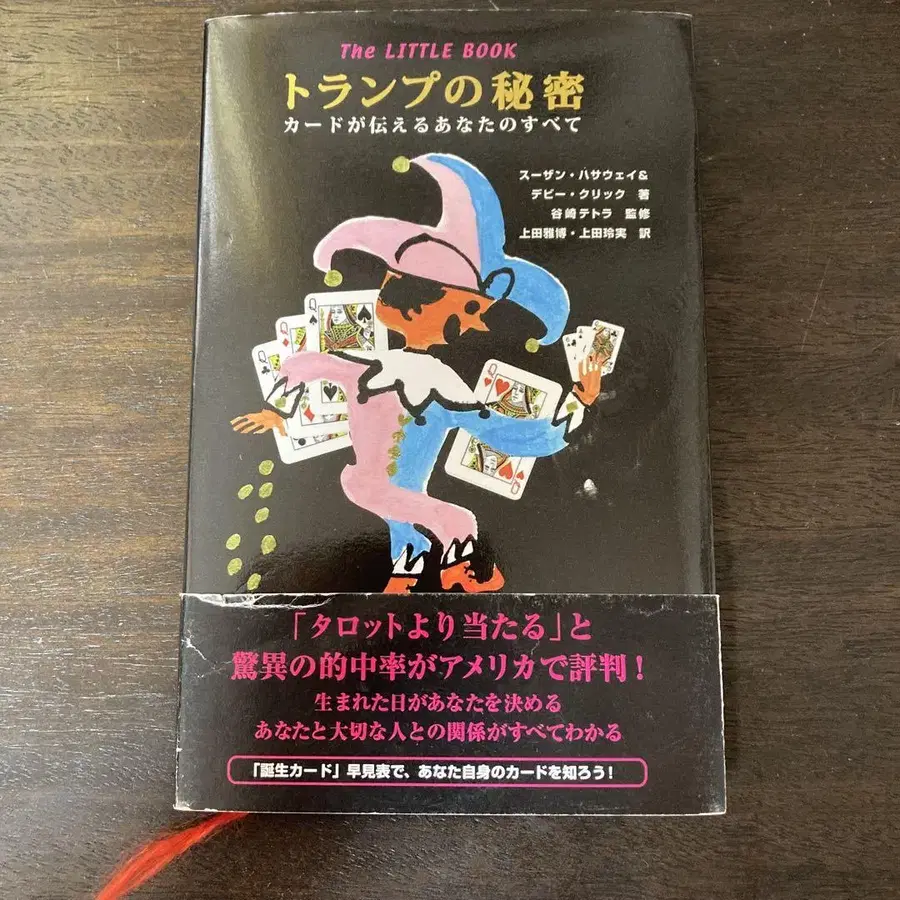 The LITTLE BOOK
トランプの秘密
カードが伝えるあなたのすべて
スーザン・ハサウェイ&
デビー・クリック 著
谷崎テトラ 監修
上田雅博・上田玲実 訳
「タロットより当たる」と
驚異の的中率がアメリカで評判!
生まれた日があなたを決める
あなたと大切な人との関係がすべてわかる
「誕生カード」早見表で、あなた自身のカードを知ろう!